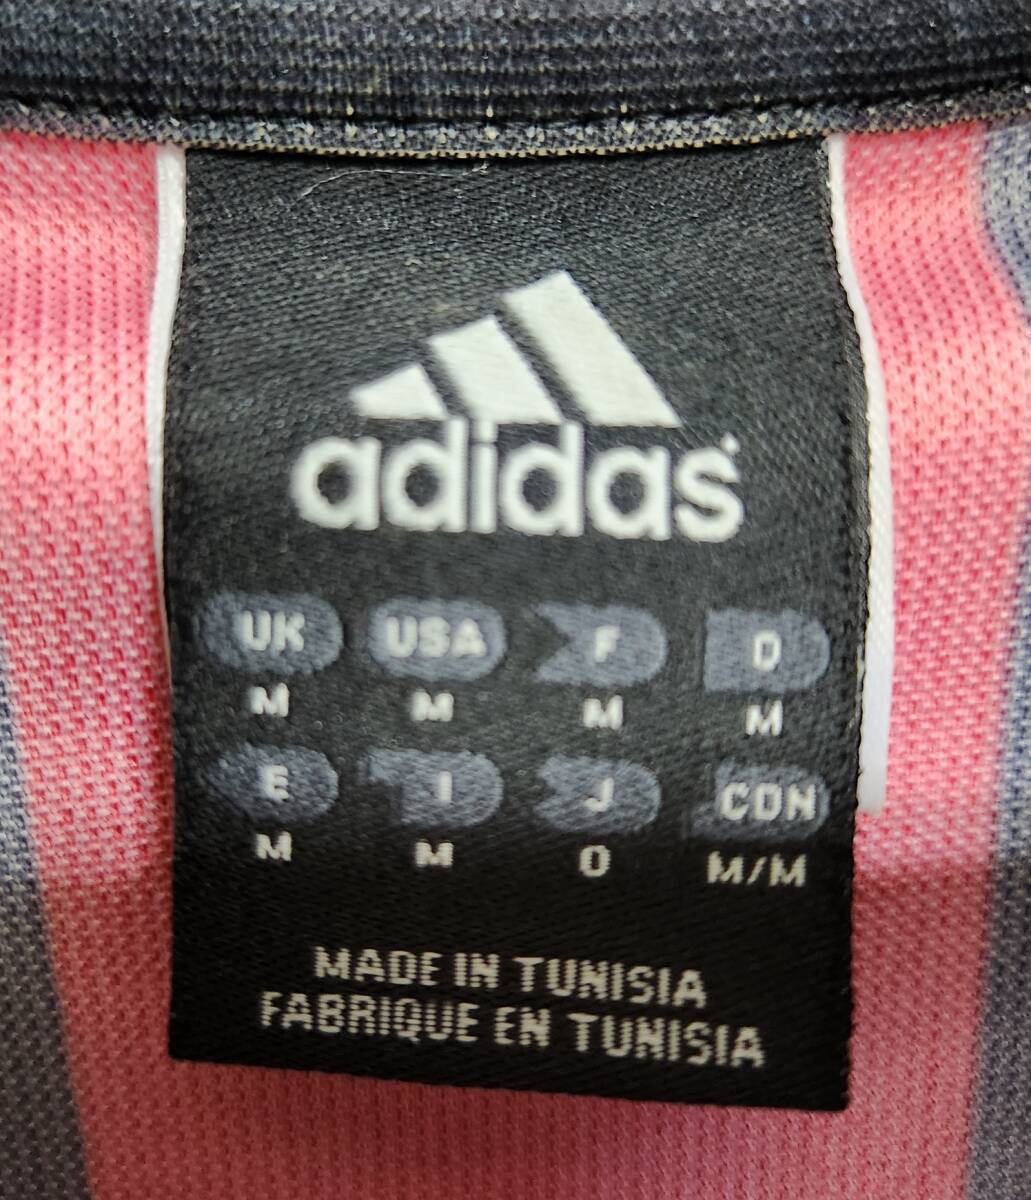 adidas
UK USA F D
M M M M
E I J CDN
M M O M/M
MADE IN TUNISIA
FABRIQUE EN TUNISIA